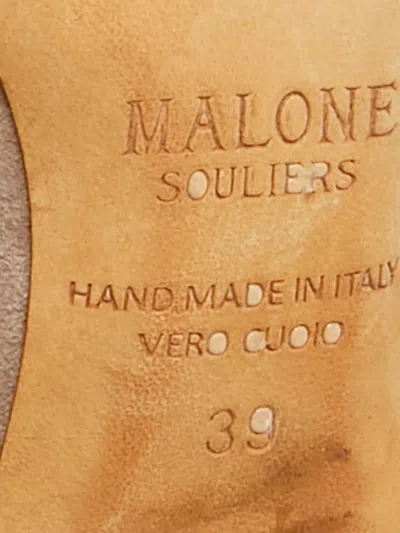 MALONE
SOULIERS
HAND MADE IN ITALY
VERO CUOIO
39